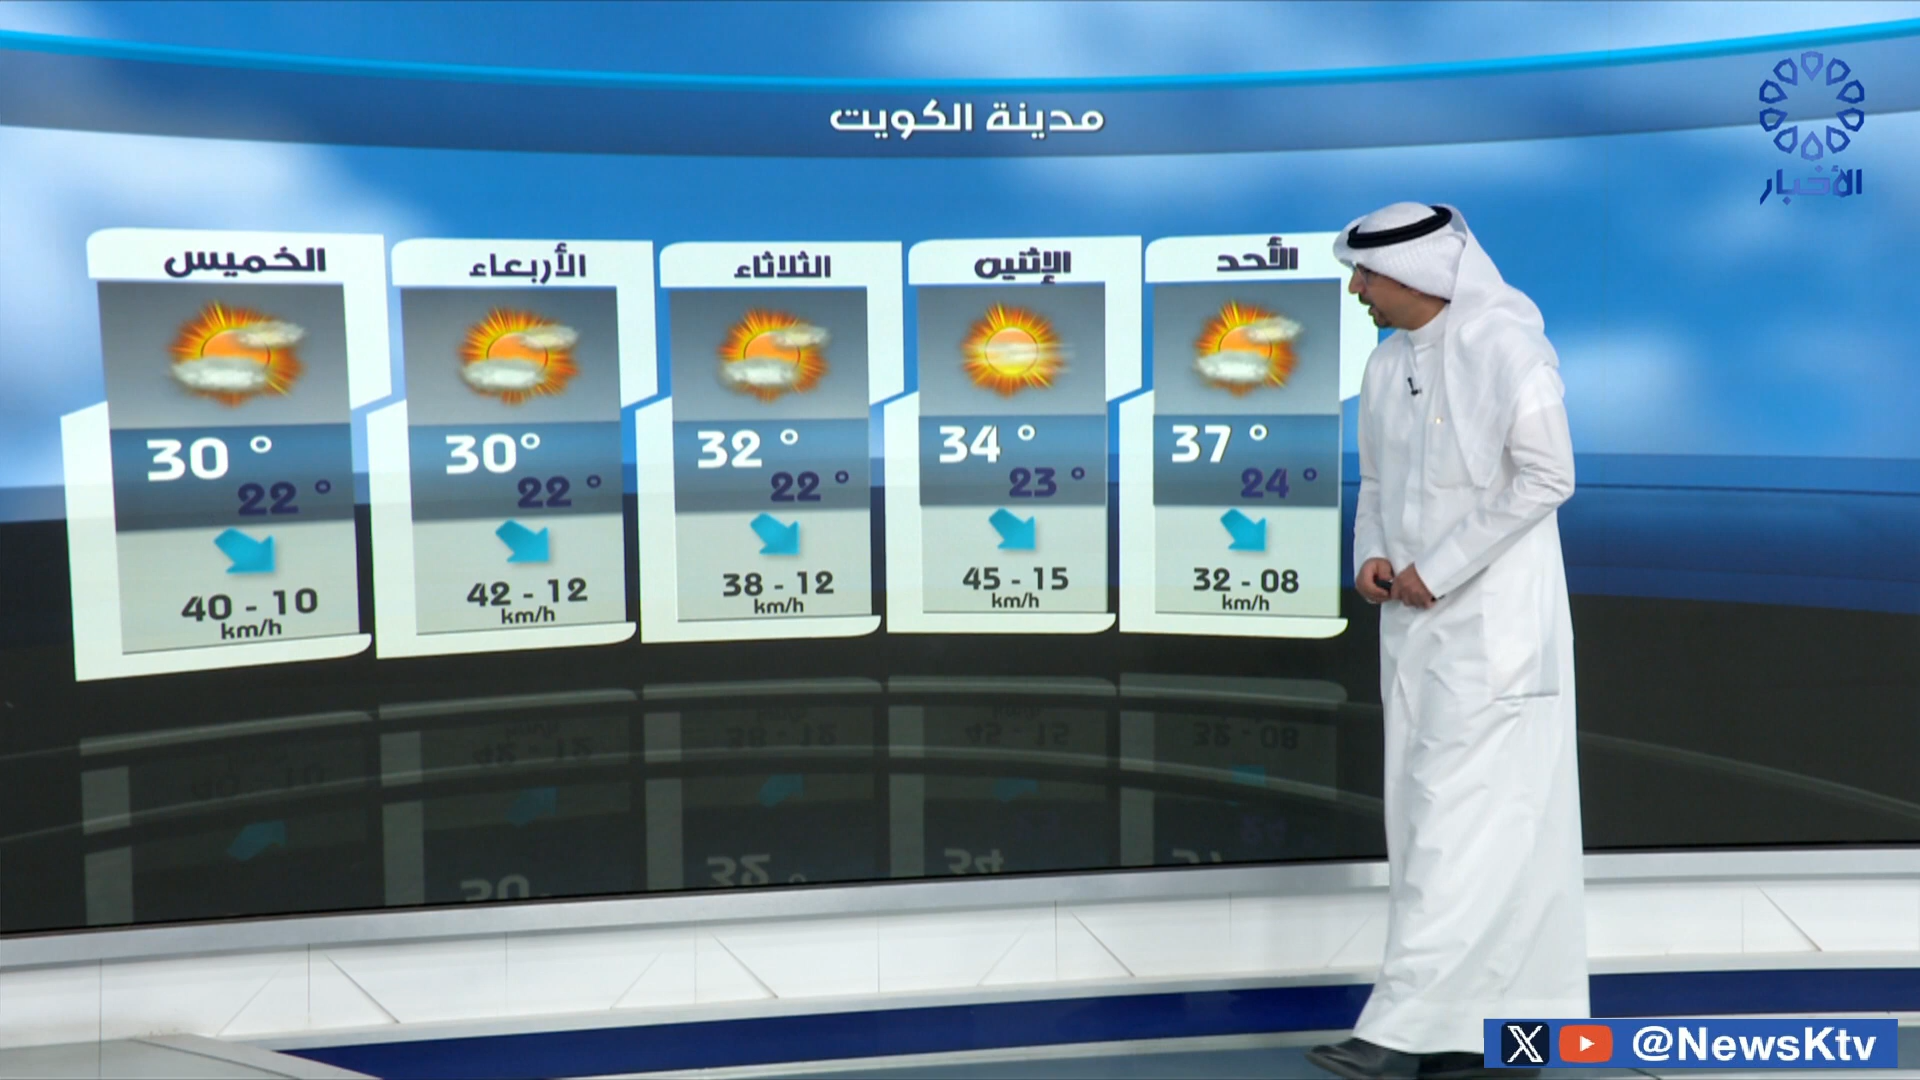 مدينة الكويت
الأخبار
الأحد
37°
24°
32 - 08
km/h
الإثنين
34°
23°
45 - 15
km/h
الثلاثاء
32°
22°
38 - 12
km/h
الأربعاء
30°
22°
42 - 12
km/h
الخميس
30°
22°
40 - 10
km/h
@NewsKtv